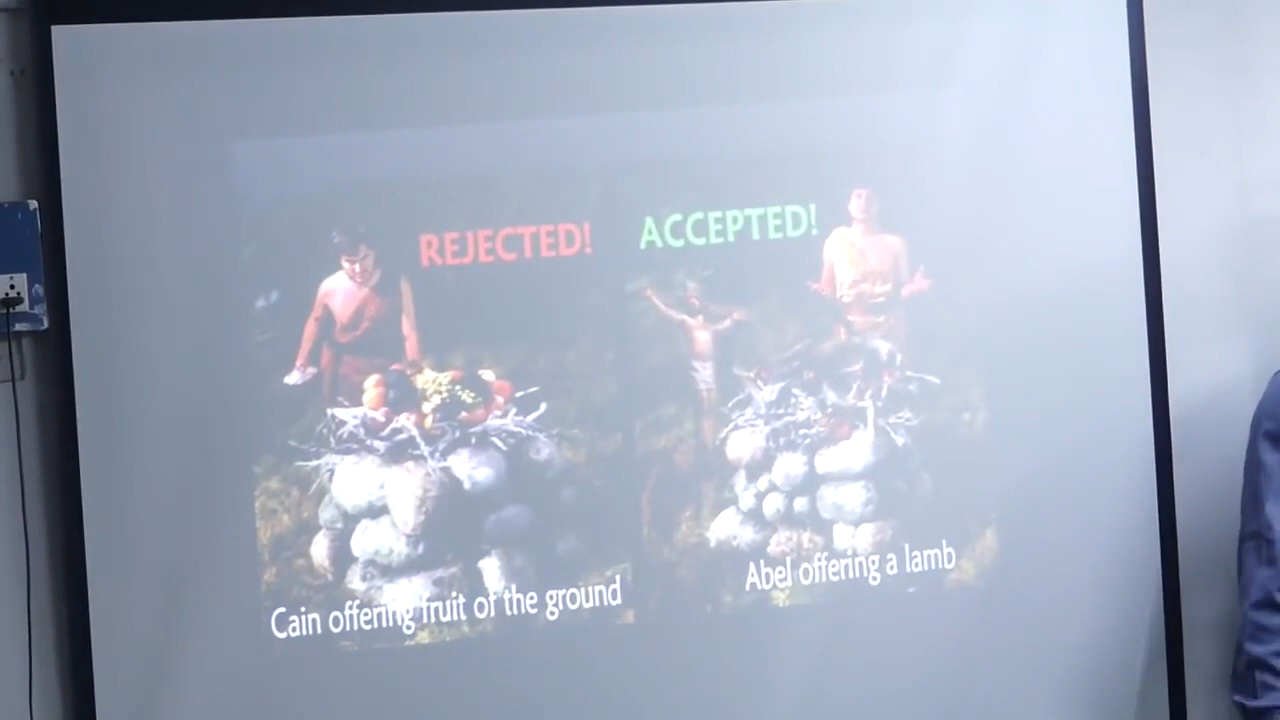 REJECTED!
ACCEPTED!
Cain offering fruit of the ground
Abel offering a lamb